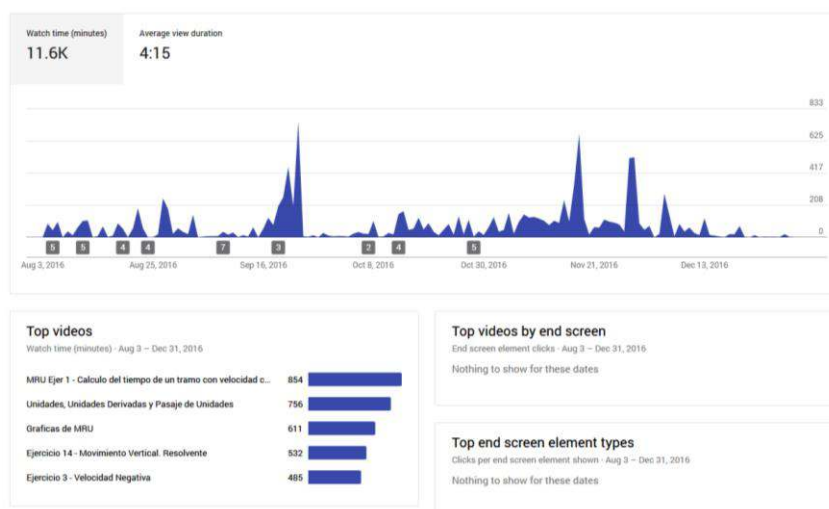 Watch time (minutes)
11.6K
Average view duration
4:15
833
625
417
208
0
5
5
4
4
7
3
2
4
5
Aug 3, 2016
Aug 25, 2016
Sep 16, 2016
Oct 8, 2016
Oct 30, 2016
Nov 21, 2016
Dec 13, 2016
Top videos
Watch time (minutes) · Aug 3 – Dec 31, 2016
MRU Ejer 1 - Calculo del tiempo de un tramo con velocidad c... 854
Unidades, Unidades Derivadas y Pasaje de Unidades 756
Graficas de MRU 611
Ejercicio 14 - Movimiento Vertical. Resolvente 532
Ejercicio 3 - Velocidad Negativa 485
Top videos by end screen
End screen element clicks · Aug 3 – Dec 31, 2016
Nothing to show for these dates
Top end screen element types
Clicks per end screen element shown · Aug 3 – Dec 31, 2016
Nothing to show for these dates